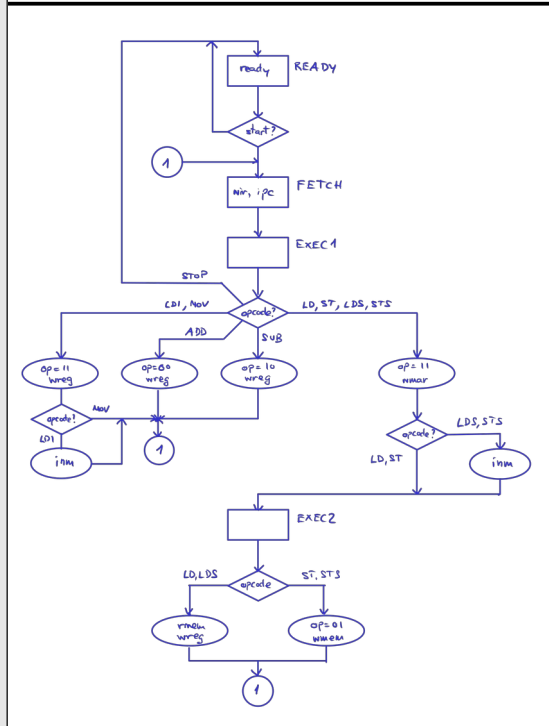 ready
READY
start?
1
wir, ipc
FETCH
EXEC1
STOP
opcode?
LDI, MOV
LD, ST, LDS, STS
ADD
SUB
op=11
wreg
op=00
wreg
op=10
wreg
op=11
wmar
opcode?
MOV
LDI
inm
1
opcode?
LDS, STS
LD, ST
inm
EXEC2
opcode
LD, LDS
ST, STS
rmem
wreg
op=01
wmem
1